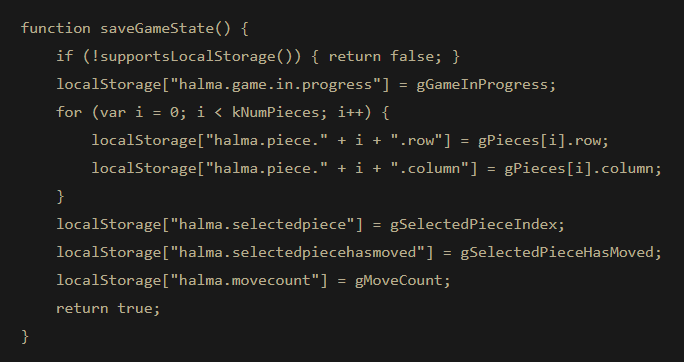 function saveGameState() {
    if (!supportsLocalStorage()) { return false; }
    localStorage["halma.game.in.progress"] = gGameInProgress;
    for (var i = 0; i < kNumPieces; i++) {
        localStorage["halma.piece." + i + ".row"] = gPieces[i].row;
        localStorage["halma.piece." + i + ".column"] = gPieces[i].column;
    }
    localStorage["halma.selectedpiece"] = gSelectedPieceIndex;
    localStorage["halma.selectedpiecehasmoved"] = gSelectedPieceHasMoved;
    localStorage["halma.movecount"] = gMoveCount;
    return true;
}